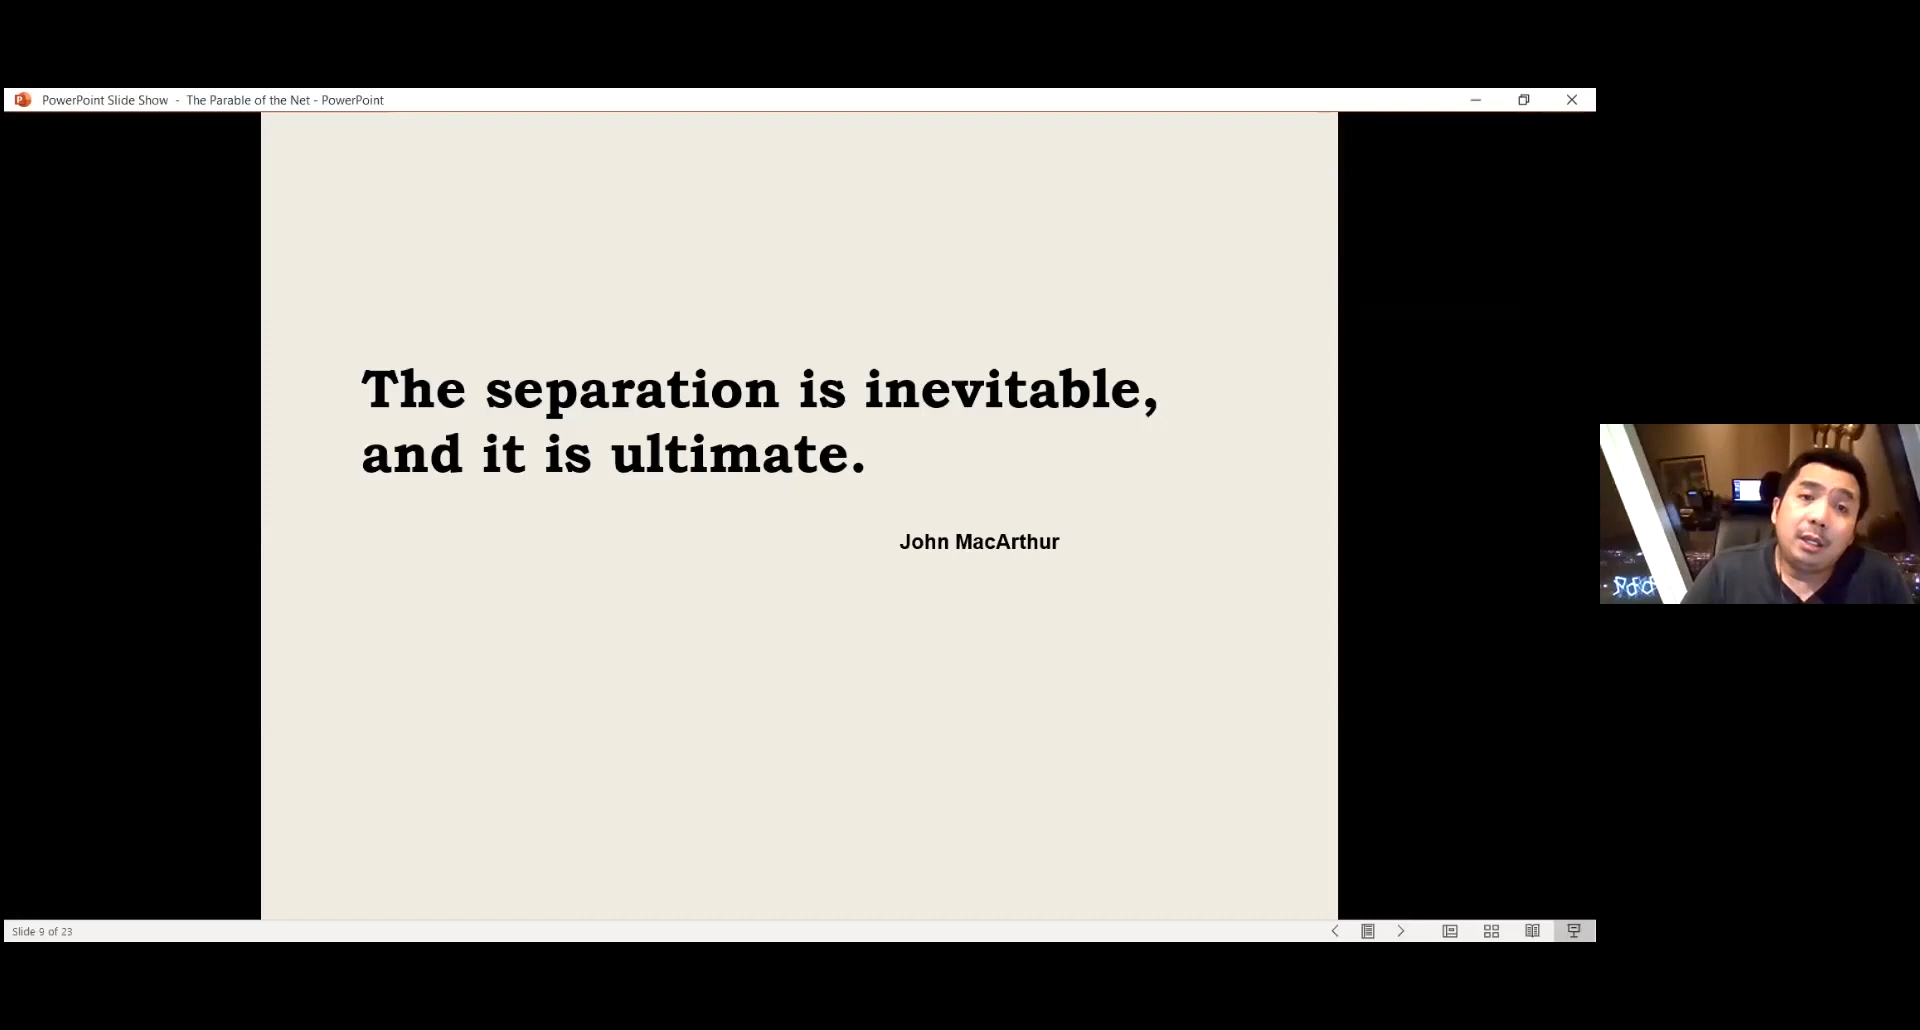 PowerPoint Slide Show - The Parable of the Net - PowerPoint
The separation is inevitable,
and it is ultimate.
John MacArthur
Slide 9 of 23